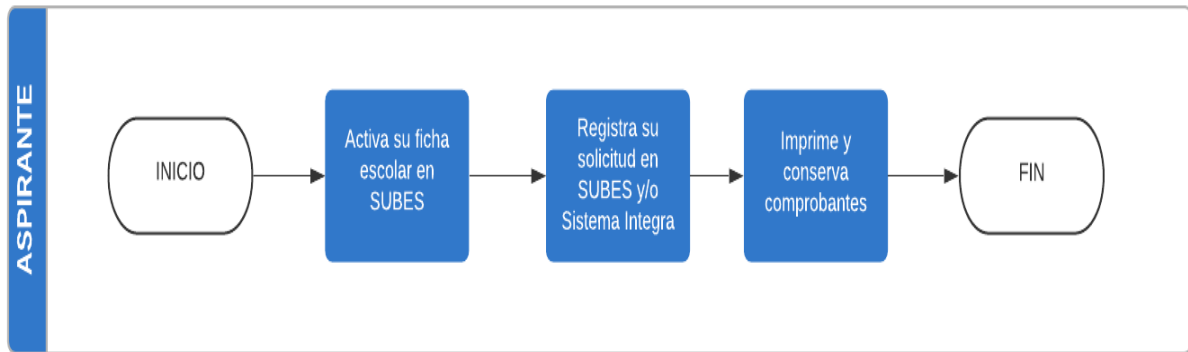 ASPIRANTE
INICIO
Activa su ficha
escolar en
SUBES
Registra su
solicitud en
SUBES y/o
Sistema Integra
Imprime y
conserva
comprobantes
FIN